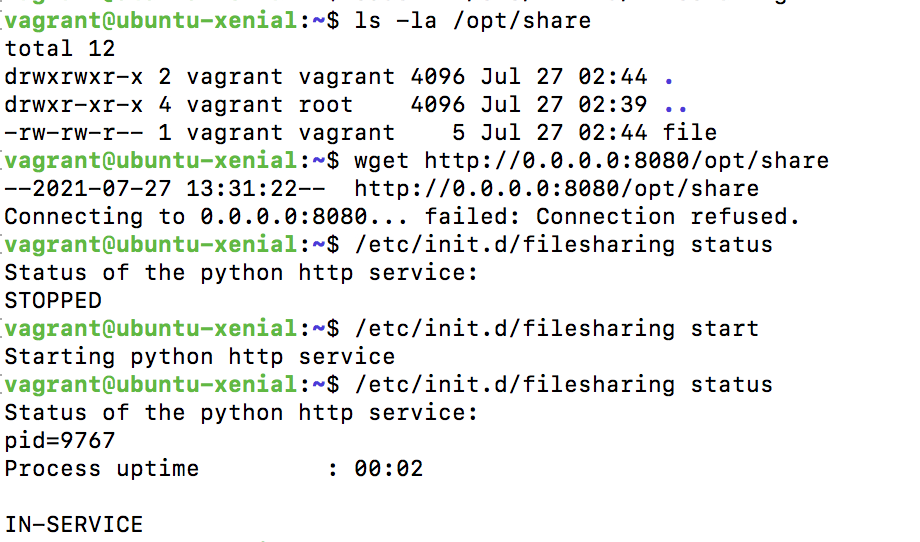 vagrant@ubuntu-xenial:~$ ls -la /opt/share
total 12
drwxrwxr-x 2 vagrant vagrant 4096 Jul 27 02:44 .
drwxr-xr-x 4 vagrant root    4096 Jul 27 02:39 ..
-rw-rw-r-- 1 vagrant vagrant    5 Jul 27 02:44 file
vagrant@ubuntu-xenial:~$ wget http://0.0.0.0:8080/opt/share
--2021-07-27 13:31:22--  http://0.0.0.0:8080/opt/share
Connecting to 0.0.0.0:8080... failed: Connection refused.
vagrant@ubuntu-xenial:~$ /etc/init.d/filesharing status
Status of the python http service:
STOPPED
vagrant@ubuntu-xenial:~$ /etc/init.d/filesharing start
Starting python http service
vagrant@ubuntu-xenial:~$ /etc/init.d/filesharing status
Status of the python http service:
pid=9767
Process uptime         : 00:02
IN-SERVICE